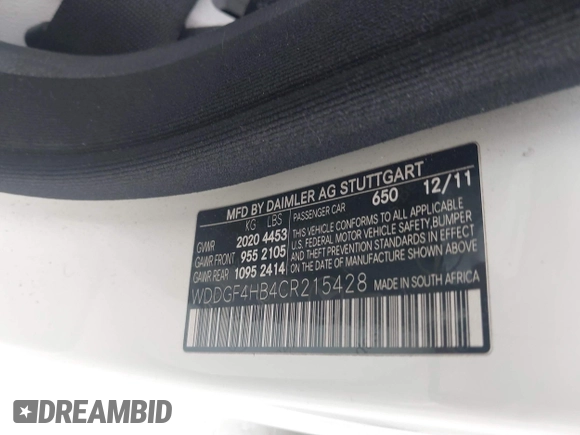 MFD BY DAIMLER AG STUTTGART
KG LBS PASSENGER CAR 650 12/11
GVWR 2020 4453
GAWR FRONT 955 2105
GAWR REAR 1095 2414
THIS VEHICLE CONFORMS TO ALL APPLICABLE
U.S. FEDERAL MOTOR VEHICLE SAFETY, BUMPER
AND THEFT PREVENTION STANDARDS IN
EFFECT ON THE DATE OF MANUFACTURE
SHOWN ABOVE.
WDDGF4HB4CR215428 MADE IN SOUTH AFRICA
DREAMBID